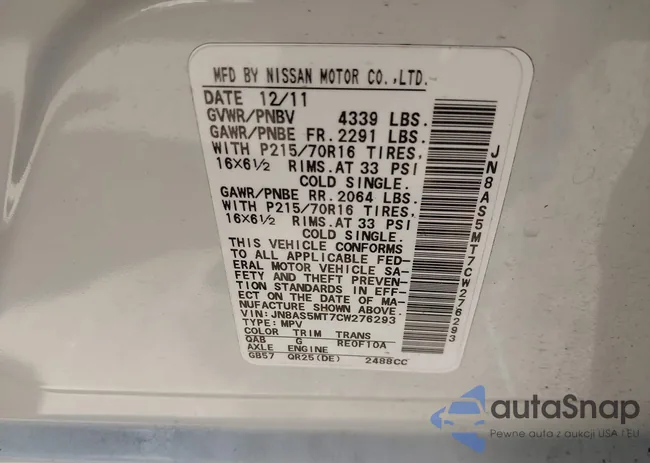 MFD BY NISSAN MOTOR CO.,LTD.
DATE 12/11
GVWR/PNBV 4339 LBS.
GAWR/PNBE FR. 2291 LBS.
WITH P215/70R16 TIRES,
16X6½ RIMS.AT 33 PSI
COLD SINGLE.
GAWR/PNBE RR. 2064 LBS.
WITH P215/70R16 TIRES,
16X6½ RIMS.AT 33 PSI
COLD SINGLE.
THIS VEHICLE CONFORMS
TO ALL APPLICABLE FED-
ERAL MOTOR VEHICLE SA-
FETY AND THEFT PREVEN-
TION STANDARDS IN EFF-
ECT ON THE DATE OF MA-
NUFACTURE SHOWN ABOVE.
VIN: JN8AS5MT7CW276293
TYPE: MPV
COLOR TRIM TRANS
QAB G RE0F10A
AXLE ENGINE
GB57 QR25(DE) 2488CC
JN8AS5MT7CW276293
autaSnap
Pewne auta z aukcji USA i EU